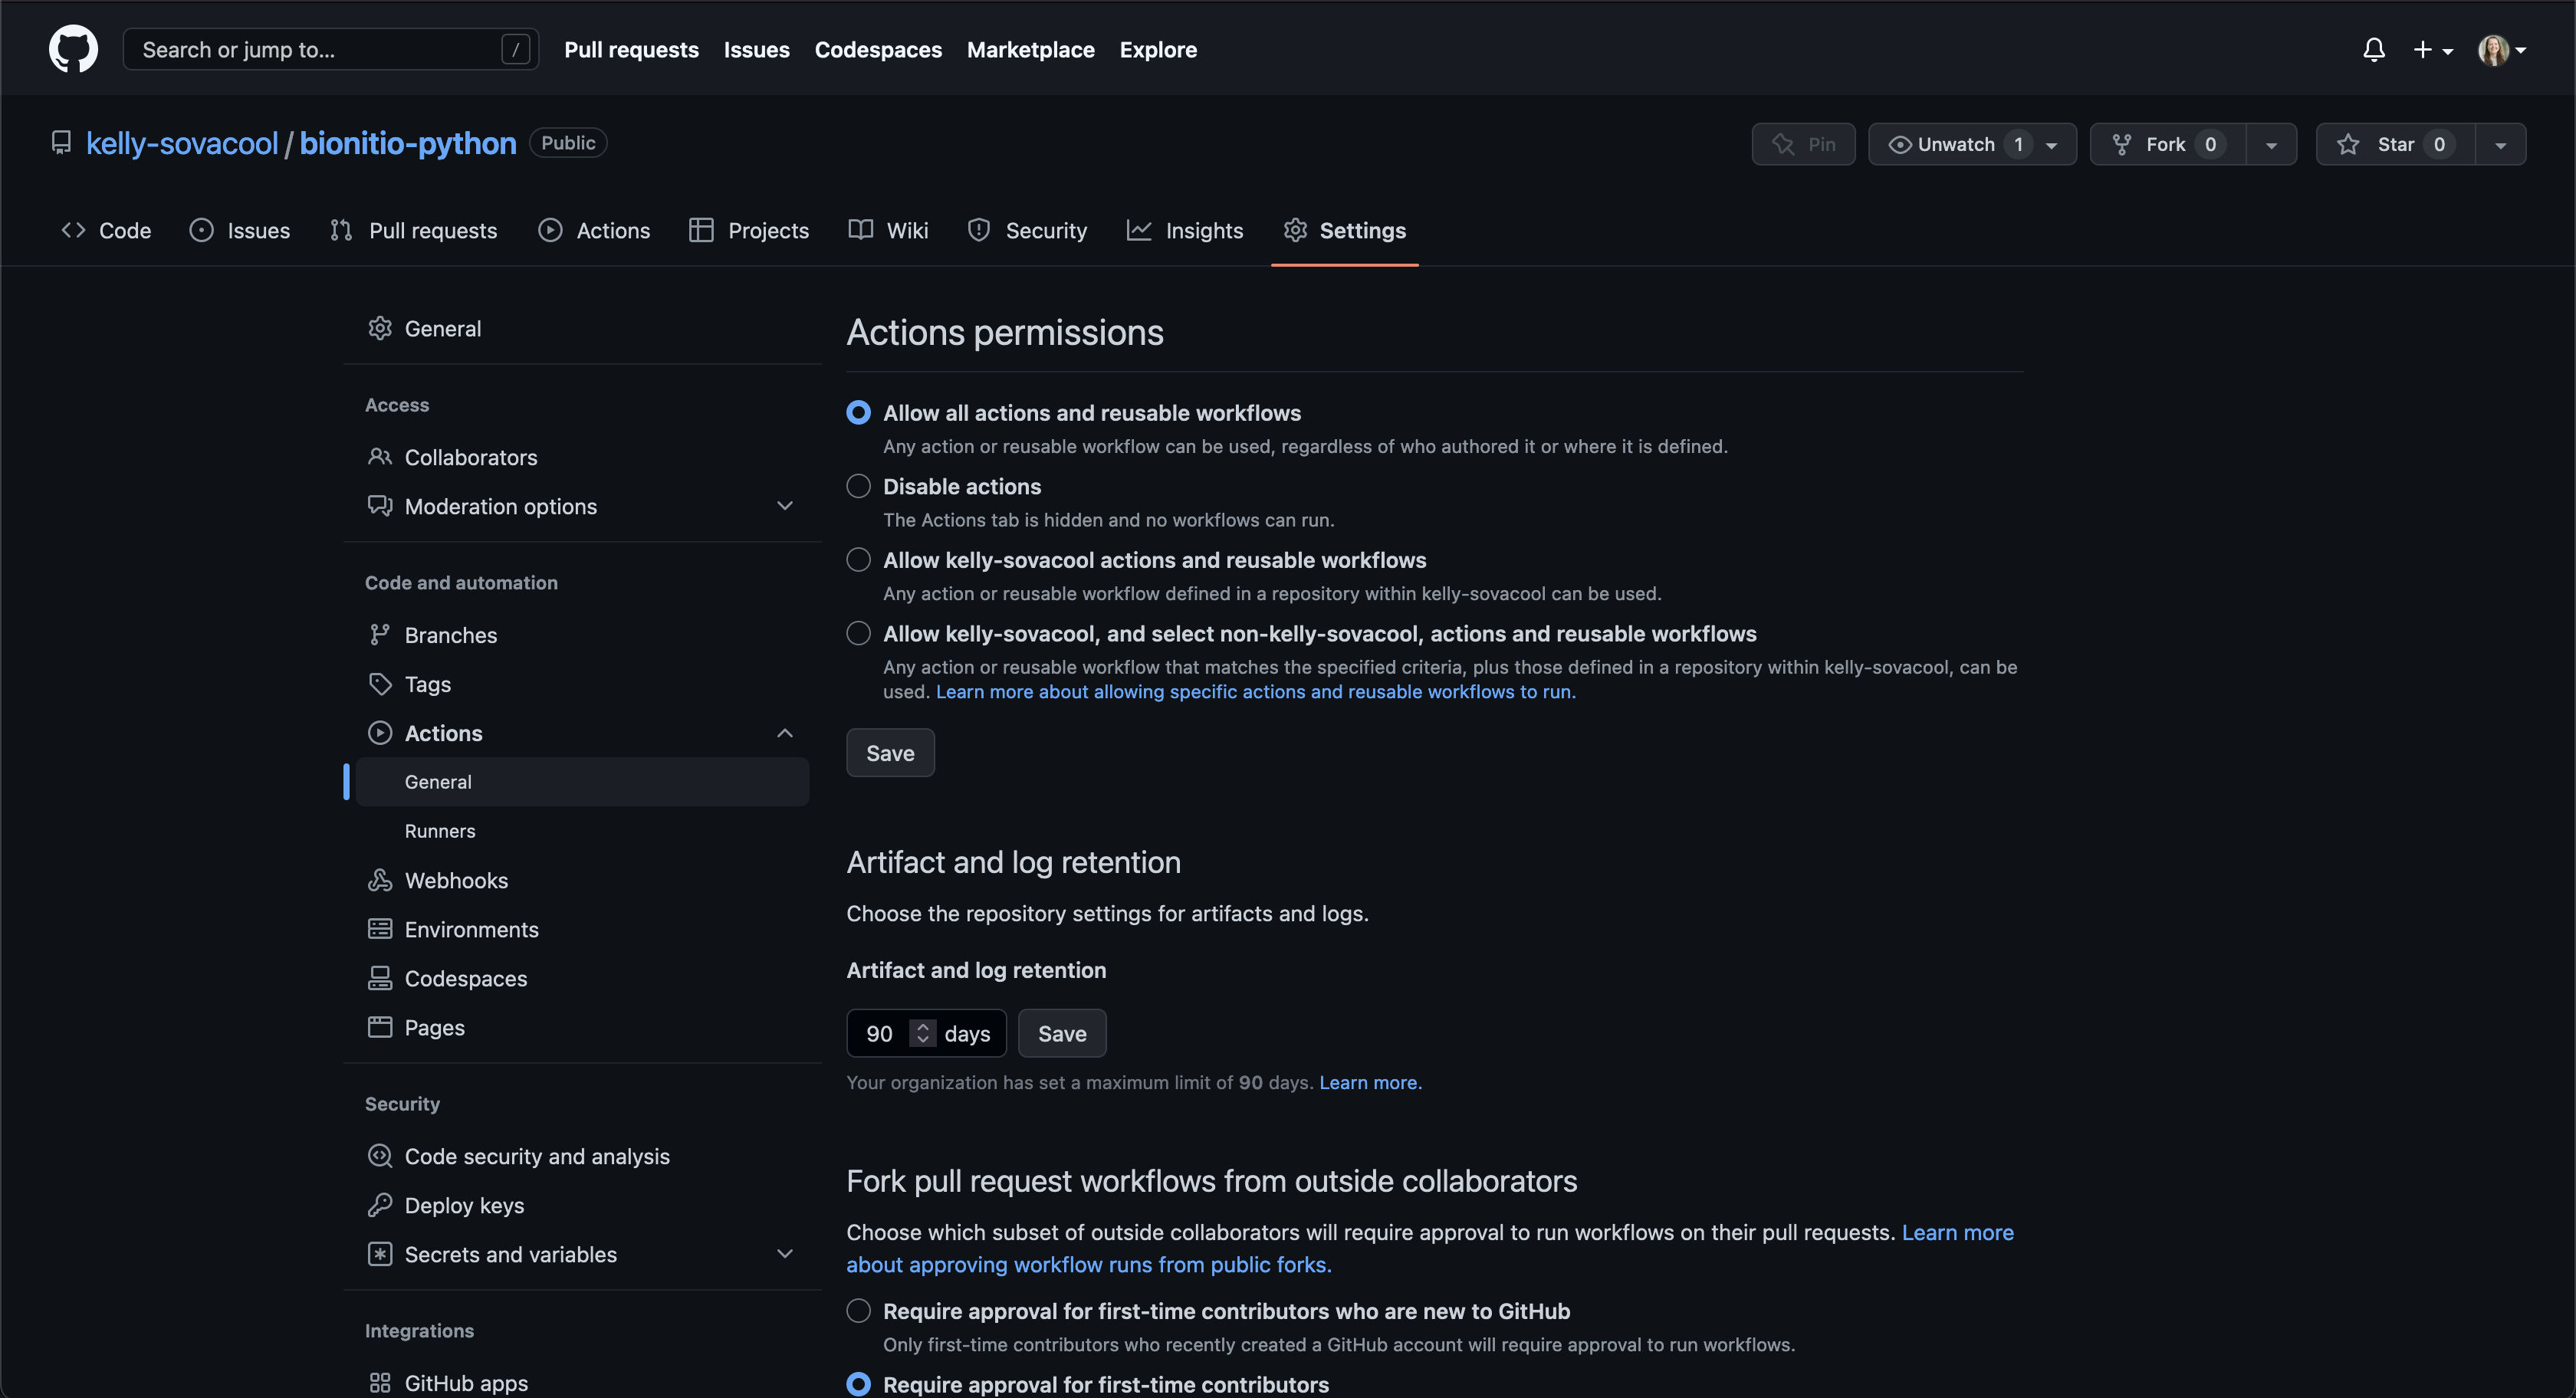 Search or jump to... /
Pull requests Issues Codespaces Marketplace Explore
kelly-sovacool / bionitio-python Public
Pin Unwatch 1 Fork 0 Star 0
Code Issues Pull requests Actions Projects Wiki Security Insights Settings
General
Access
Collaborators
Moderation options
Code and automation
Branches
Tags
Actions
General
Runners
Webhooks
Environments
Codespaces
Pages
Security
Code security and analysis
Deploy keys
Secrets and variables
Integrations
GitHub apps
Actions permissions
Allow all actions and reusable workflows
Any action or reusable workflow can be used, regardless of who authored it or where it is defined.
Disable actions
The Actions tab is hidden and no workflows can run.
Allow kelly-sovacool actions and reusable workflows
Any action or reusable workflow defined in a repository within kelly-sovacool can be used.
Allow kelly-sovacool, and select non-kelly-sovacool, actions and reusable workflows
Any action or reusable workflow that matches the specified criteria, plus those defined in a repository within kelly-sovacool, can be
used. Learn more about allowing specific actions and reusable workflows to run.
Save
Artifact and log retention
Choose the repository settings for artifacts and logs.
Artifact and log retention
90 days Save
Your organization has set a maximum limit of 90 days. Learn more.
Fork pull request workflows from outside collaborators
Choose which subset of outside collaborators will require approval to run workflows on their pull requests. Learn more
about approving workflow runs from public forks.
Require approval for first-time contributors who are new to GitHub
Only first-time contributors who recently created a GitHub account will require approval to run workflows.
Require approval for first-time contributors